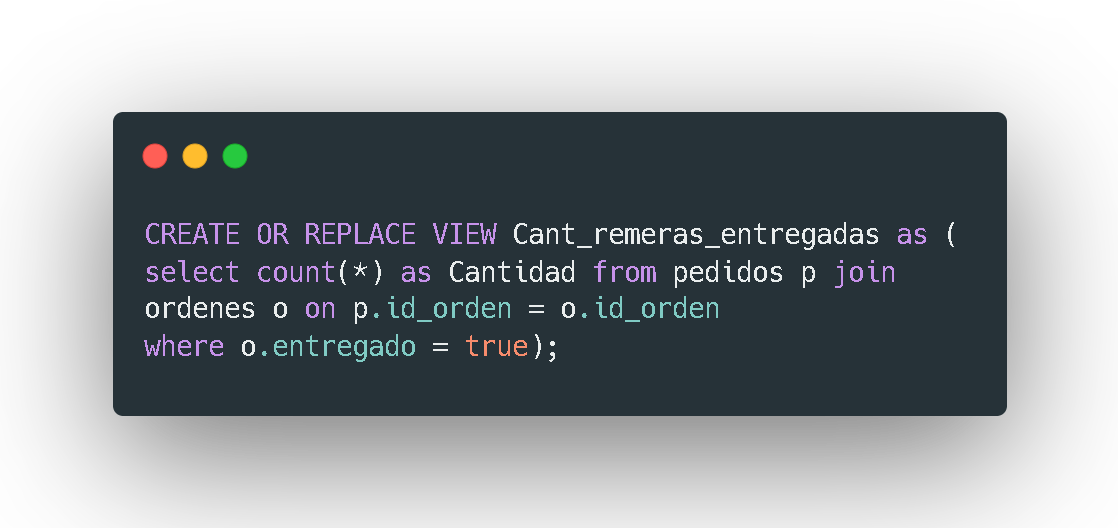 CREATE OR REPLACE VIEW Cant_remeras_entregadas as (
select count(*) as Cantidad from pedidos p join
ordenes o on p.id_orden = o.id_orden
where o.entregado = true);